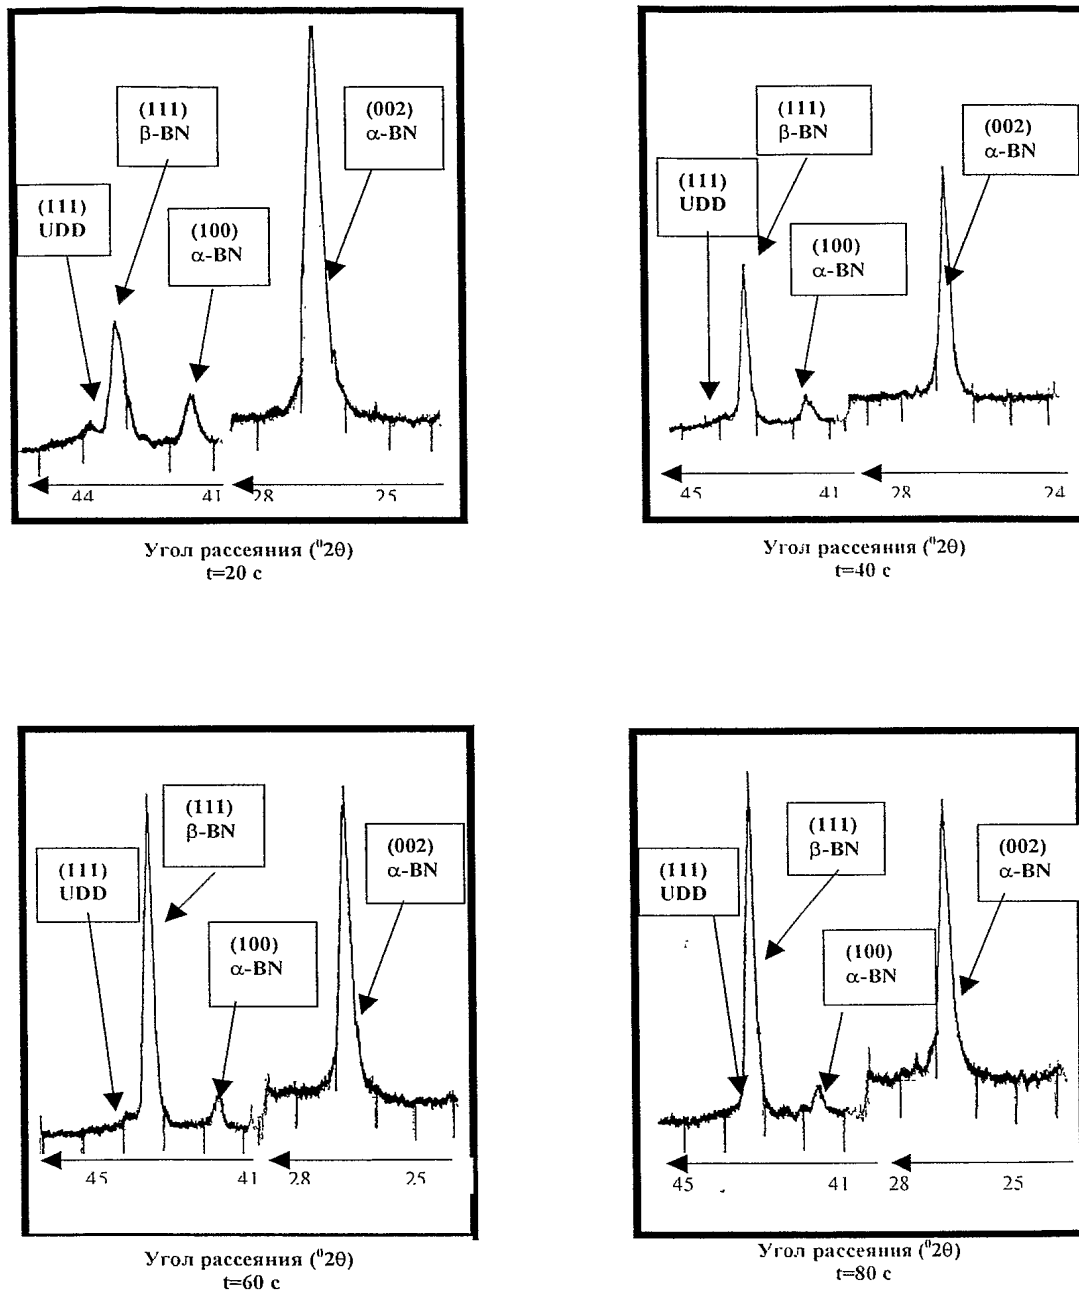 (111)
β-BN
(002)
α-BN
(111)
UDD
(100)
α-BN
44
41
28
25
Угол рассеяния (⁰2θ)
t=20 с
(111)
β-BN
(002)
α-BN
(111)
UDD
(100)
α-BN
45
41
28
24
Угол рассеяния (⁰2θ)
t=40 с
(111)
β-BN
(002)
α-BN
(111)
UDD
(100)
α-BN
45
41
28
25
Угол рассеяния (⁰2θ)
t=60 с
(111)
β-BN
(002)
α-BN
(111)
UDD
(100)
α-BN
45
41
28
25
Угол рассеяния (⁰2θ)
t=80 с